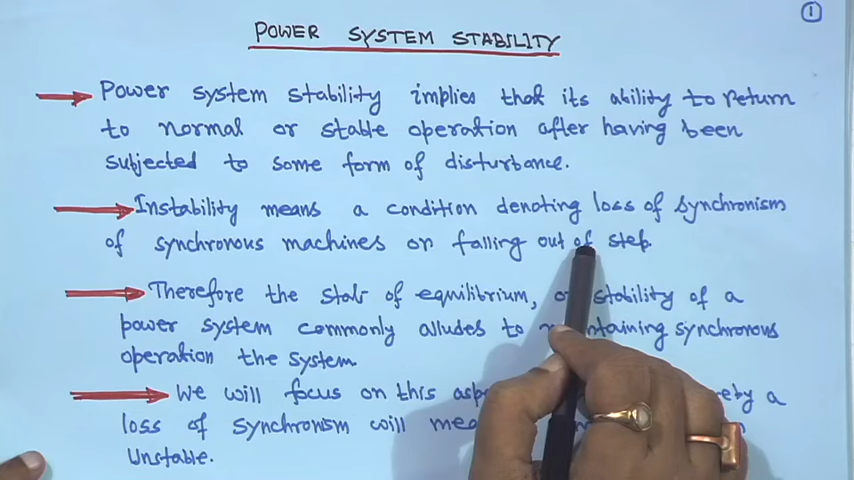 1
POWER SYSTEM STABILITY
Power system stability implies that its ability to return
to normal or stable operation after having been
subjected to some form of disturbance.
Instability means a condition denoting loss of synchronism
of synchronous machines or falling out of step.
Therefore the stab of equilibrium, stability of a
power system commonly alludes to synchronous
operation the system.
We will focus on this a
loss of synchronism will
Unstable.